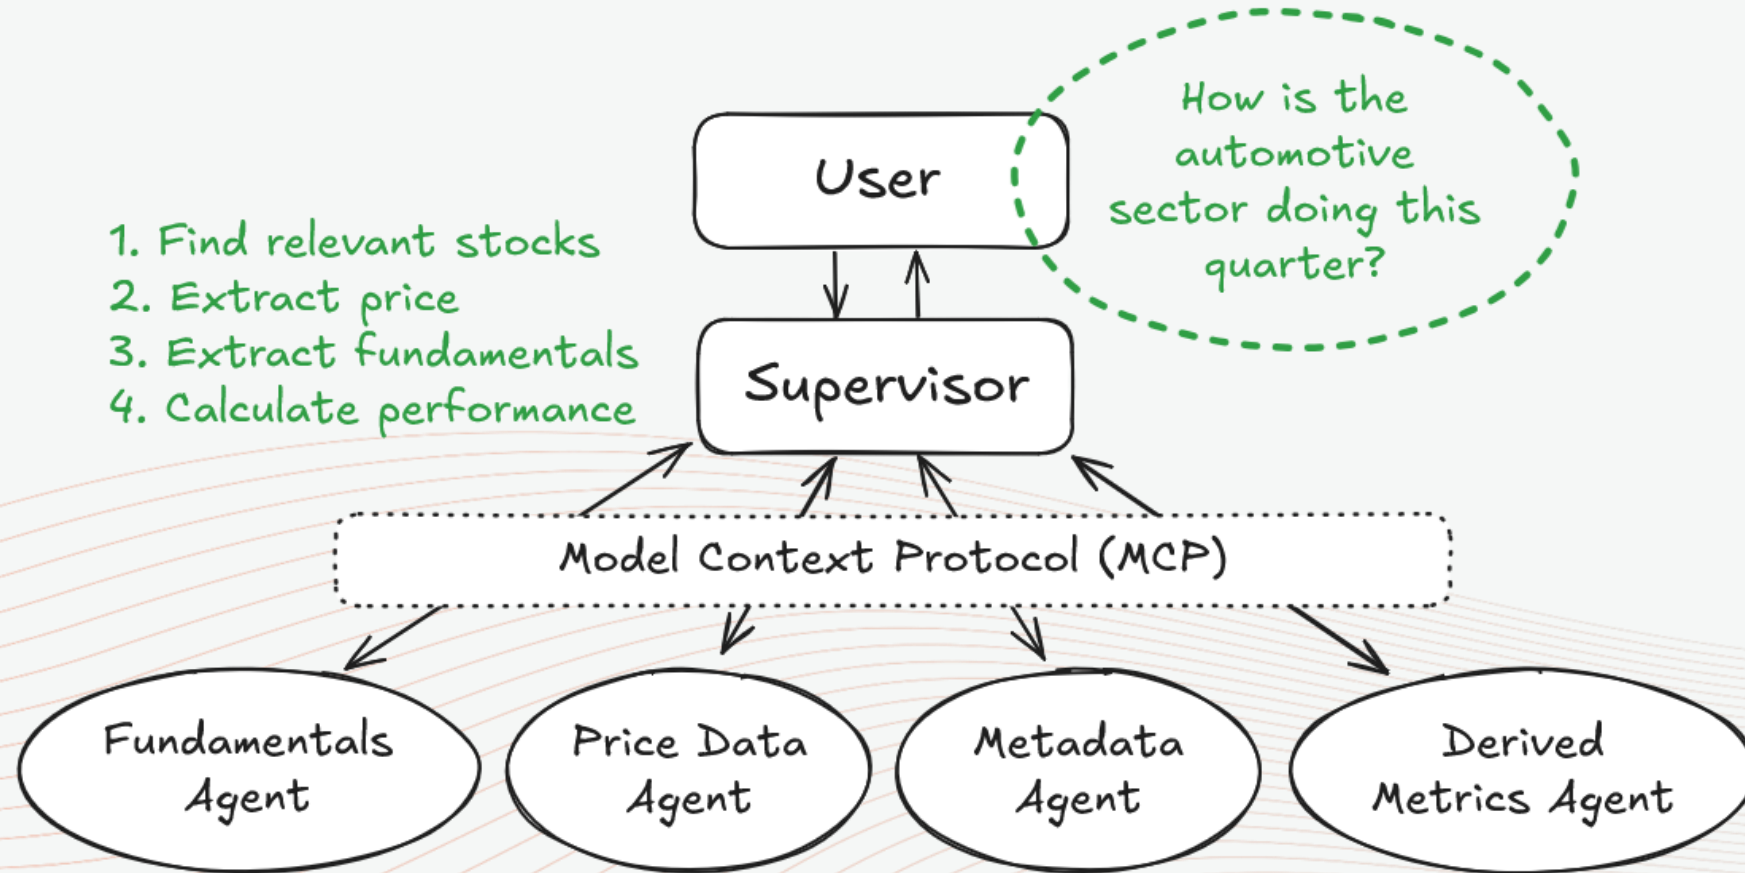 How is the
automotive
sector doing this
quarter?
User
1. Find relevant stocks
2. Extract price
3. Extract fundamentals
4. Calculate performance
Supervisor
Model Context Protocol (MCP)
Fundamentals
Agent
Price Data
Agent
Metadata
Agent
Derived
Metrics Agent